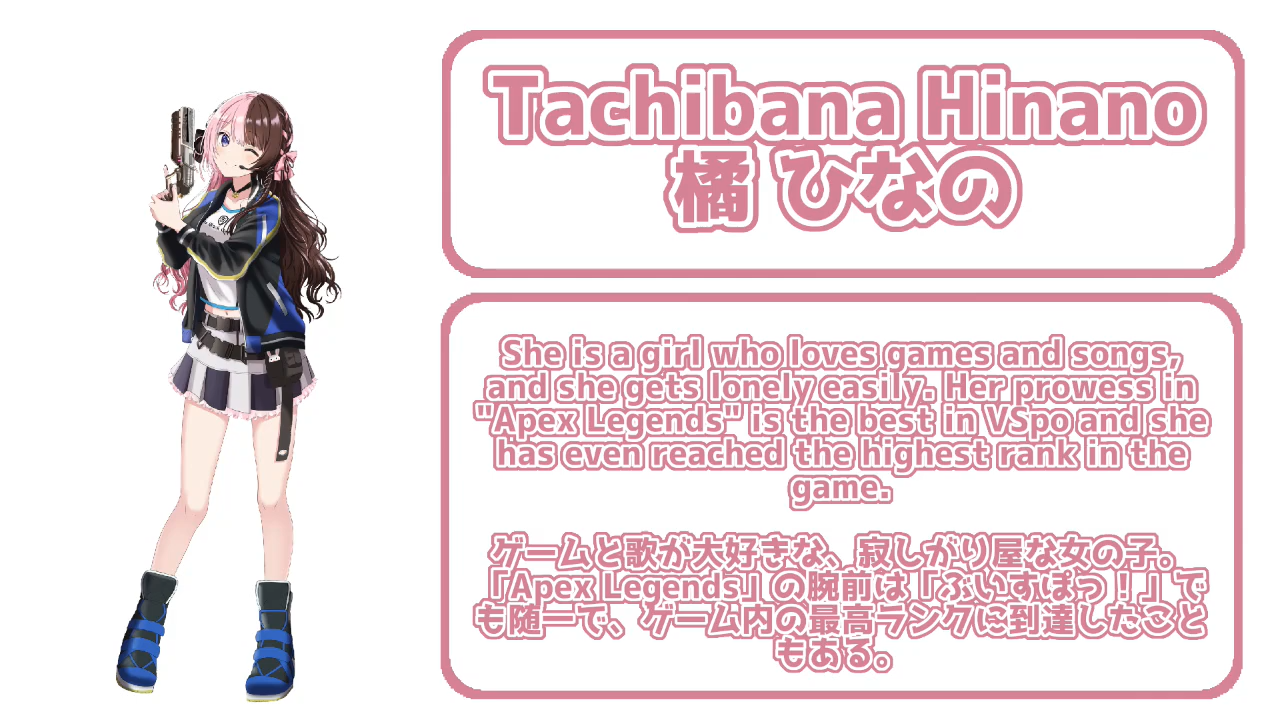 Tachibana Hinano
橘 ひなの
She is a girl who loves games and songs,
and she gets lonely easily. Her prowess in
"Apex Legends" is the best in VSpo and she
has even reached the highest rank in the
game.
ゲームと歌が大好きな、寂しがり屋な女の子。
「Apex Legends」の腕前は「ぶいすぽっ！」で
も随一で、ゲーム内の最高ランクに到達したこと
もある。